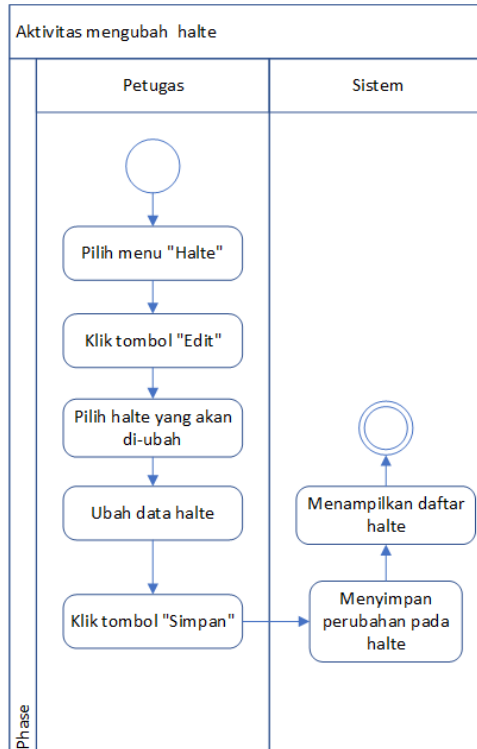 Aktivitas mengubah halte
Petugas
Sistem
Pilih menu "Halte"
Klik tombol "Edit"
Pilih halte yang akan
di-ubah
Ubah data halte
Klik tombol "Simpan"
Menyimpan
perubahan pada
halte
Menampilkan daftar
halte
Phase